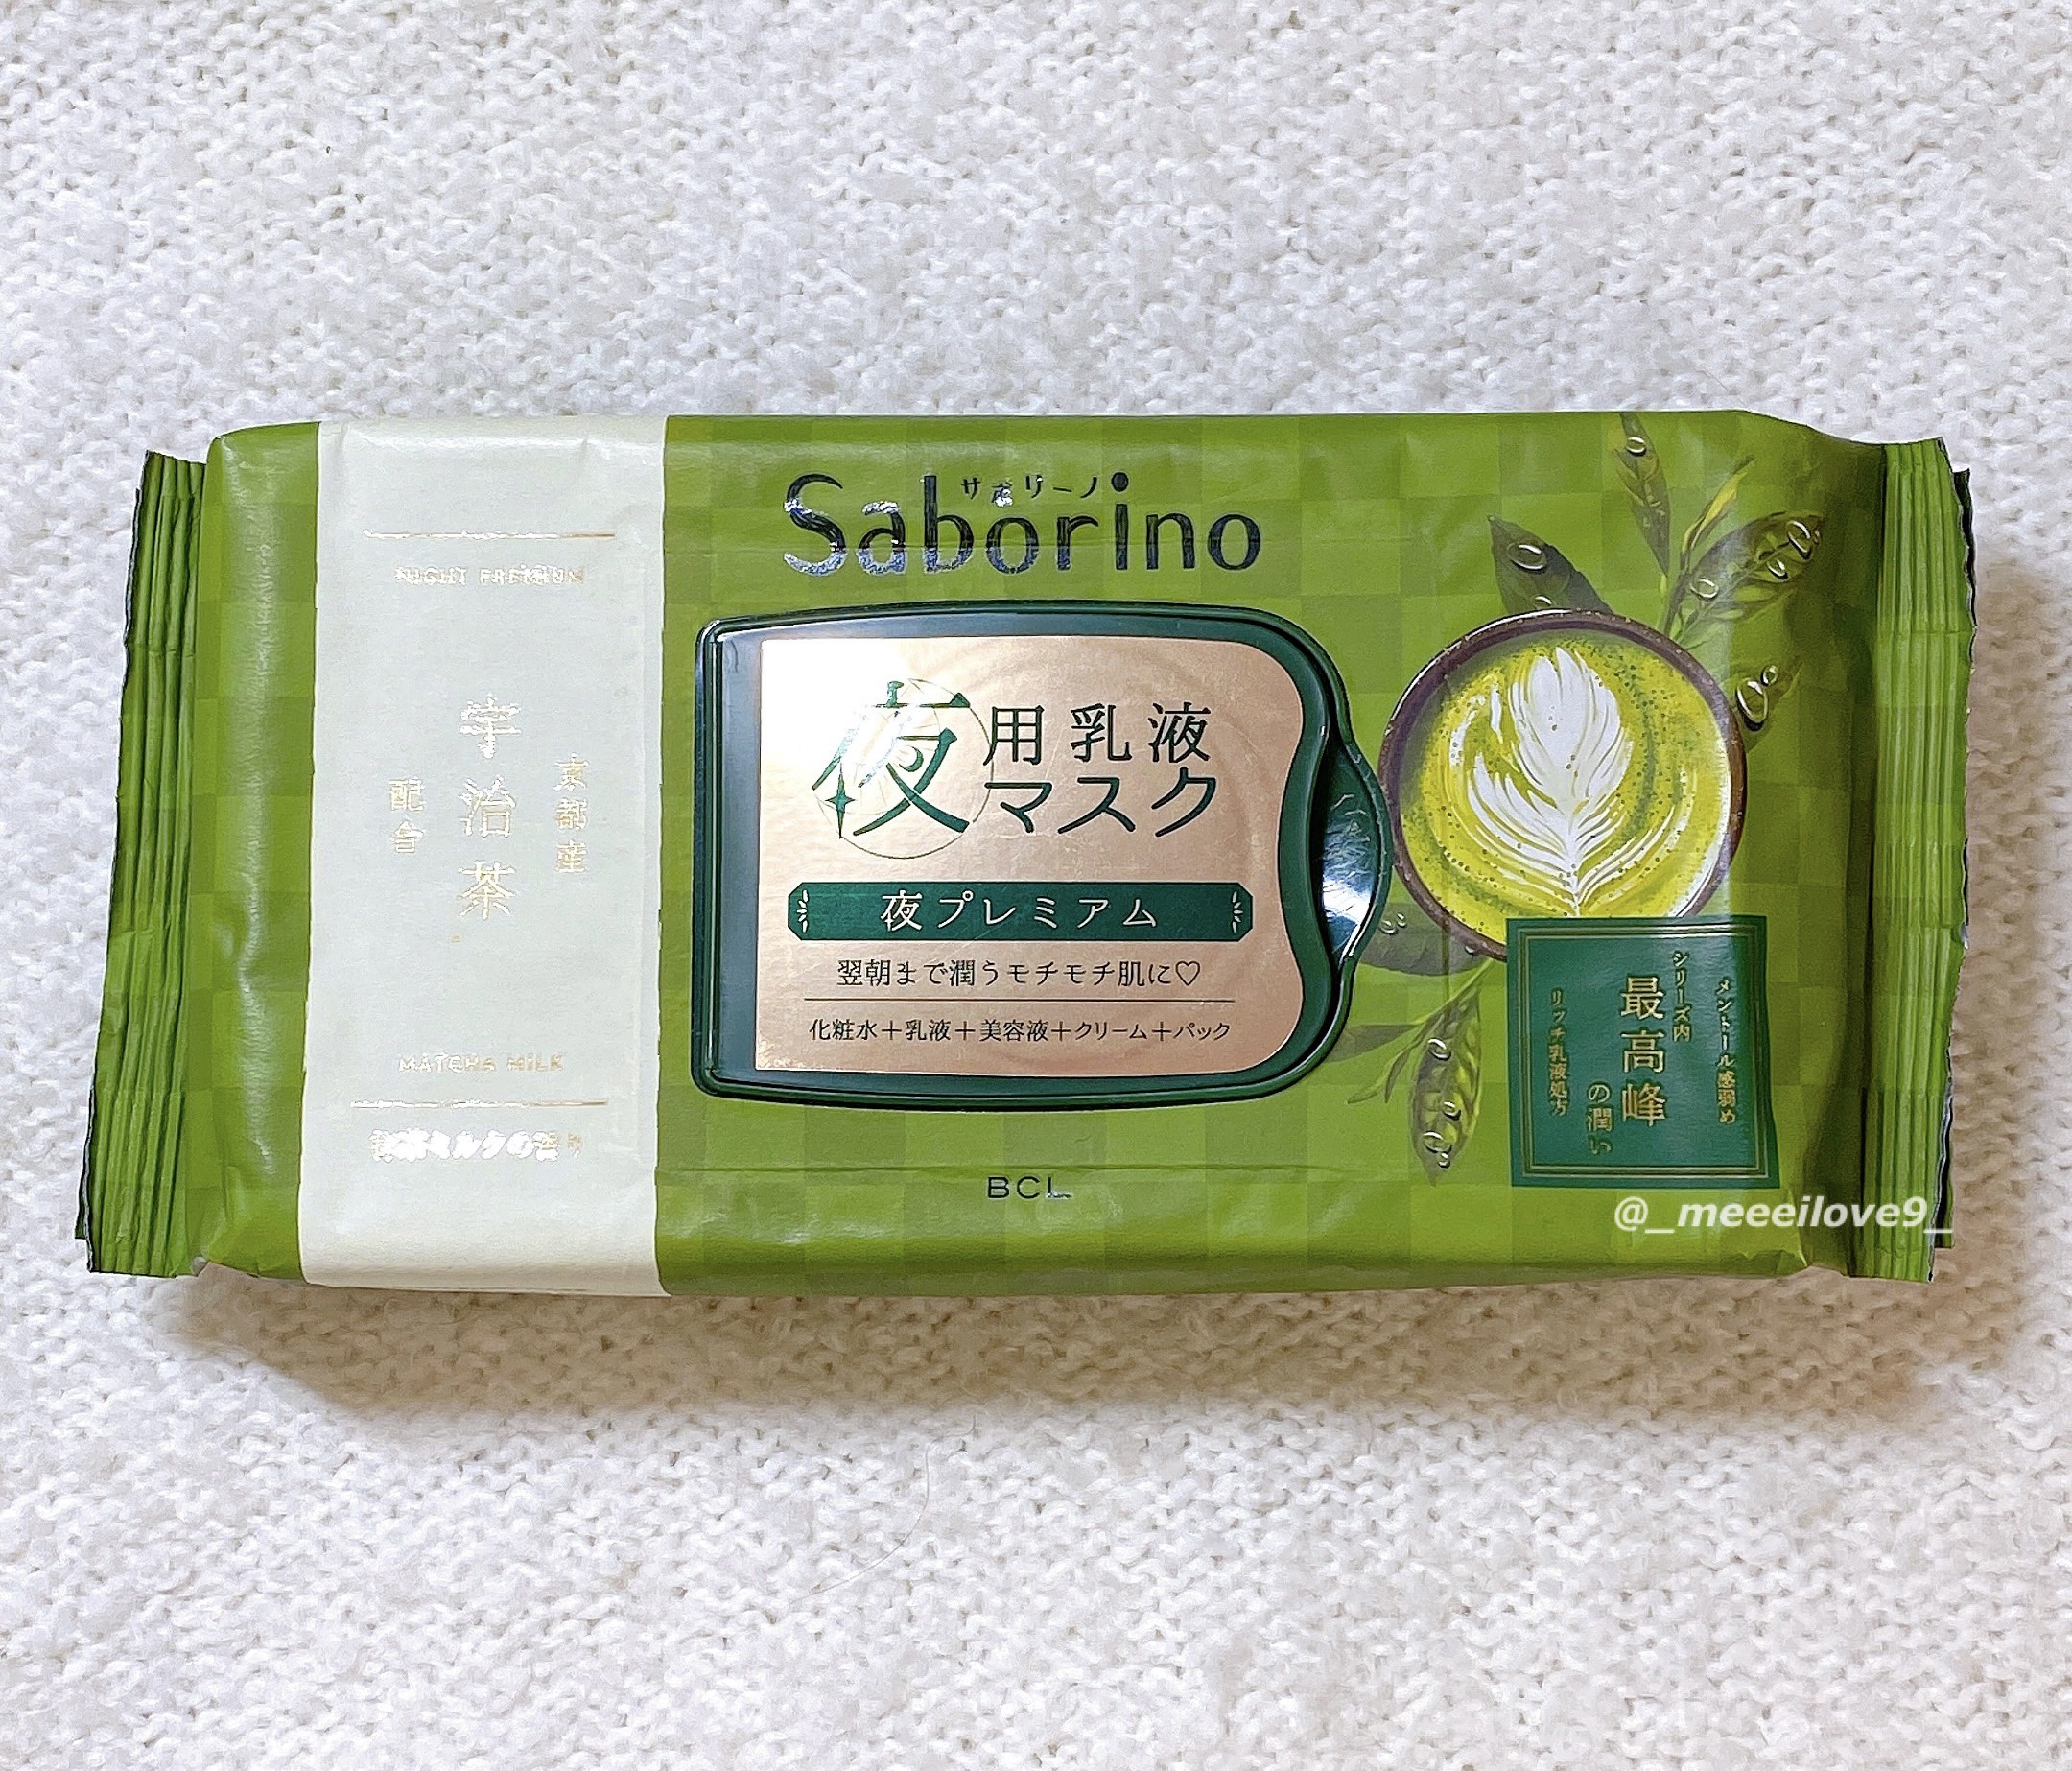 サボリーノ
Saborino
宇治茶
京都産
配合
MATCHA MILK
抹茶ミルクの香り
夜用乳液
マスク
夜プレミアム
翌朝まで潤うモチモチ肌に♡
化粧水＋乳液＋美容液＋クリーム＋パック
BCL
メントール感弱め
シリーズ内
最高峰
の潤い
リッチ乳液処方
@_meeeilove9_